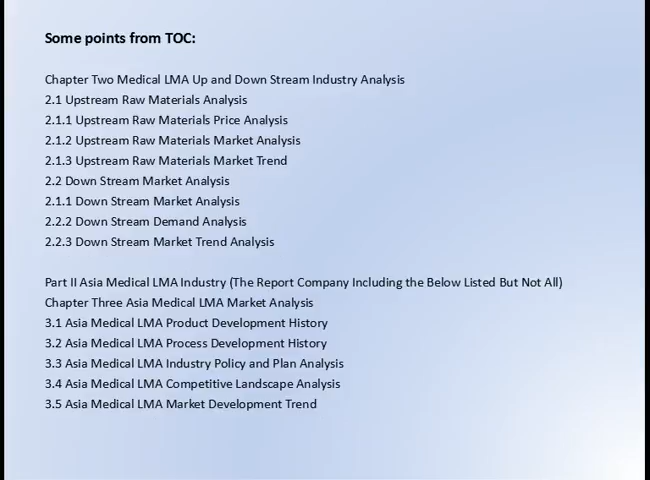 Some points from TOC:
Chapter Two Medical LMA Up and Down Stream Industry Analysis
2.1 Upstream Raw Materials Analysis
2.1.1 Upstream Raw Materials Price Analysis
2.1.2 Upstream Raw Materials Market Analysis
2.1.3 Upstream Raw Materials Market Trend
2.2 Down Stream Market Analysis
2.1.1 Down Stream Market Analysis
2.2.2 Down Stream Demand Analysis
2.2.3 Down Stream Market Trend Analysis
Part II Asia Medical LMA Industry (The Report Company Including the Below Listed But Not All)
Chapter Three Asia Medical LMA Market Analysis
3.1 Asia Medical LMA Product Development History
3.2 Asia Medical LMA Process Development History
3.3 Asia Medical LMA Industry Policy and Plan Analysis
3.4 Asia Medical LMA Competitive Landscape Analysis
3.5 Asia Medical LMA Market Development Trend